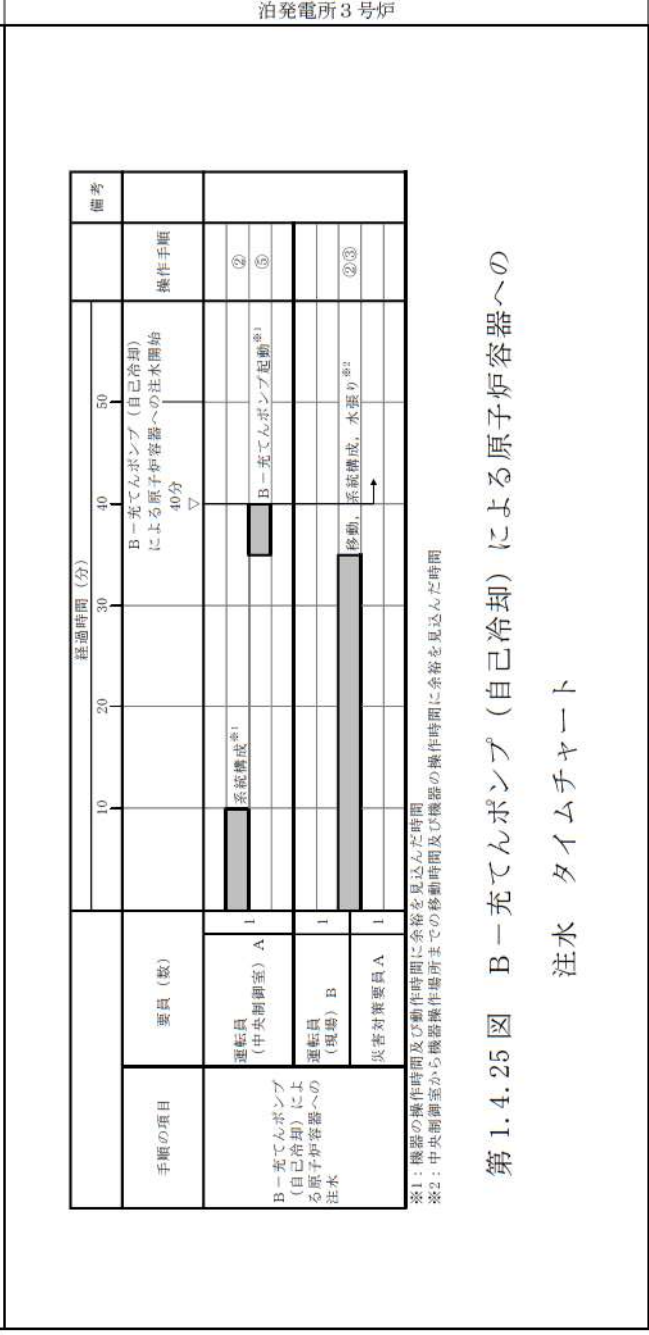 泊発電所3号炉
経過時間（分）
備考
10 20 30 40 50
手順の項目
要員（数）
B－充てんポンプ（自己冷却）
による原子炉容器への注水開始
40分
▽
操作手順
B－充てんポンプ
（自己冷却）によ
る原子炉容器への
注水
運転員
（中央制御室）A
1
系統構成※1
②
B－充てんポンプ起動※1
⑤
運転員
（現場）B
1
移動，系統構成，水張り※2
②③
災害対策要員A
1
※1：機器の操作時間及び動作時間に余裕を見込んだ時間
※2：中央制御室から機器操作場所までの移動時間及び機器の操作時間に余裕を見込んだ時間
第1.4.25図 B－充てんポンプ（自己冷却）による原子炉容器への
注水 タイムチャート